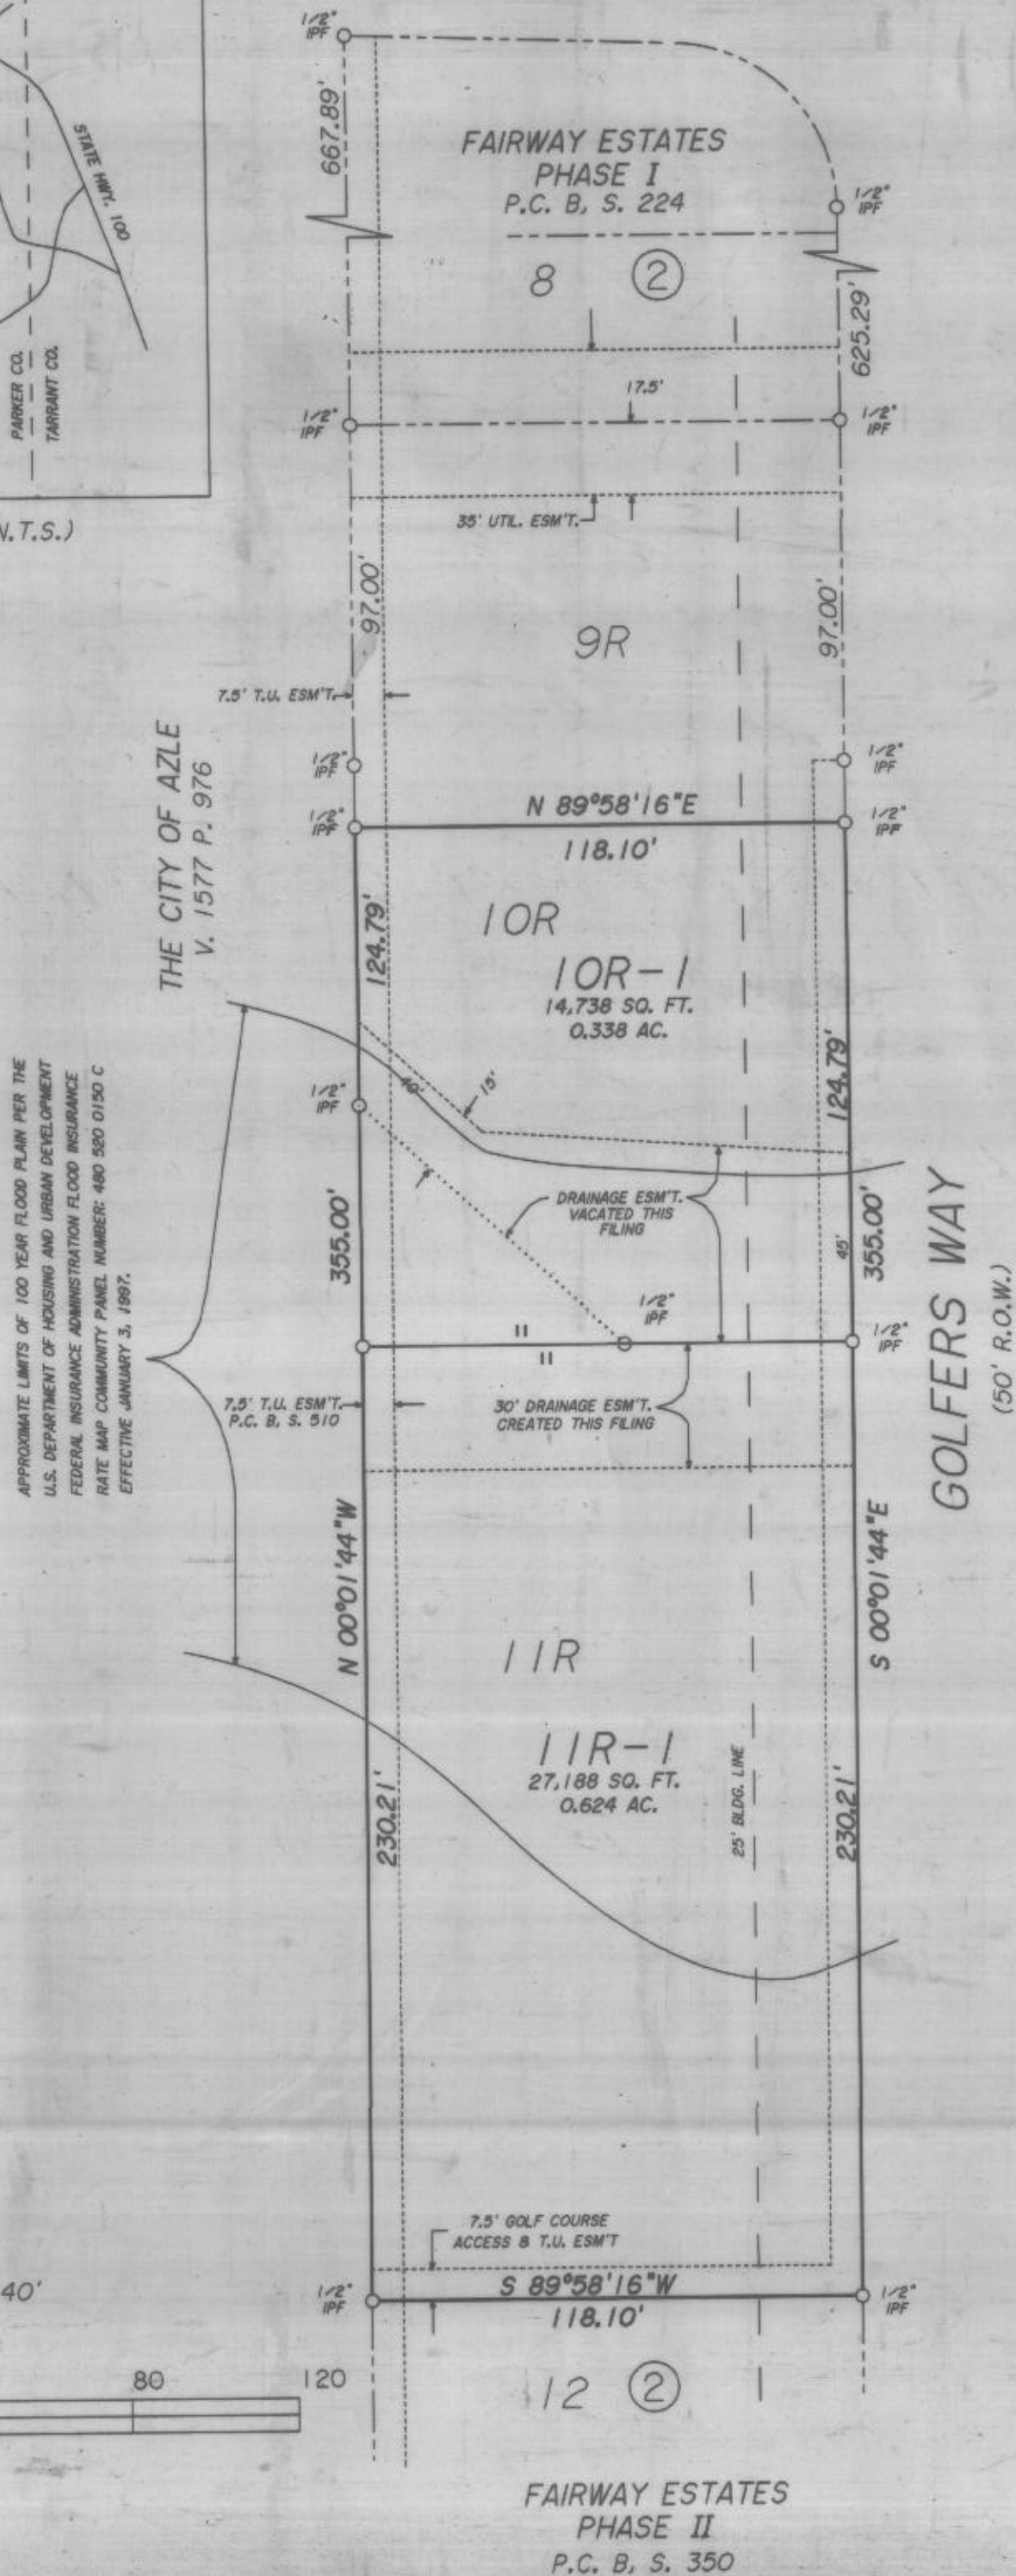 1/2"
IPF
667.89'
STATE HWY. 100
FAIRWAY ESTATES
PHASE I
P.C. B, S. 224
1/2"
IPF
8
2
625.29'
PARKER CO.
TARRANT CO.
17.5'
1/2"
IPF
1/2"
IPF
35' UTIL. ESM'T.
N.T.S.)
97.00'
97.00'
9R
7.5' T.U. ESM'T.
1/2"
IPF
1/2"
IPF
THE CITY OF AZLE
V. 1577 P. 976
N 89°58'16"E
118.10'
1/2"
IPF
1/2"
IPF
124.79'
10R
10R-1
14,738 SQ. FT.
0.338 AC.
124.79'
40'
15'
1/2"
IPF
APPROXIMATE LIMITS OF 100 YEAR FLOOD PLAIN PER THE
U.S. DEPARTMENT OF HOUSING AND URBAN DEVELOPMENT
FEDERAL INSURANCE ADMINISTRATION FLOOD INSURANCE
RATE MAP COMMUNITY PANEL NUMBER: 480 520 0150 C
EFFECTIVE JANUARY 3, 1997.
DRAINAGE ESM'T.
VACATED THIS
FILING
355.00'
45'
355.00'
GOLFERS WAY
(50' R.O.W.)
1/2"
IPF
1/2"
IPF
7.5' T.U. ESM'T.
P.C. B, S. 510
30' DRAINAGE ESM'T.
CREATED THIS FILING
N 00°01'44"W
S 00°01'44"E
11R
11R-1
27,188 SQ. FT.
0.624 AC.
25' BLDG. LINE
230.21'
230.21'
7.5' GOLF COURSE
ACCESS & T.U. ESM'T
S 89°58'16"W
118.10'
1/2"
IPF
1/2"
IPF
40'
80
120
12
2
FAIRWAY ESTATES
PHASE II
P.C. B, S. 350